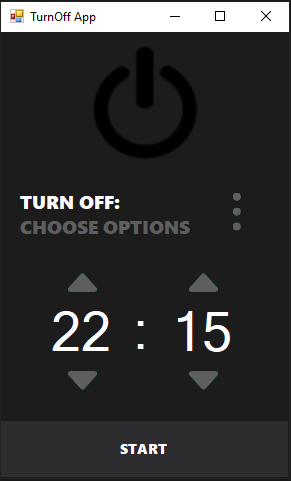 TurnOff App
TURN OFF:
CHOOSE OPTIONS
22 : 15
START